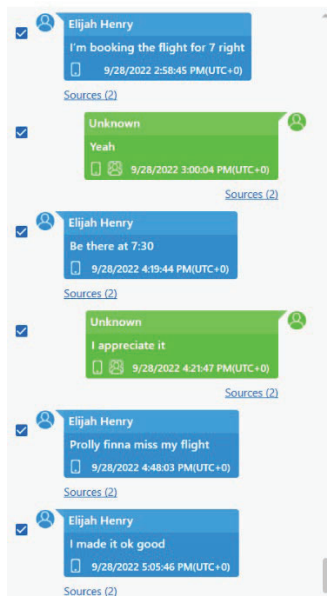 Elijah Henry
I'm booking the flight for 7 right
9/28/2022 2:58:45 PM(UTC+0)
Sources (2)
Unknown
Yeah
9/28/2022 3:00:04 PM(UTC+0)
Sources (2)
Elijah Henry
Be there at 7:30
9/28/2022 4:19:44 PM(UTC+0)
Sources (2)
Unknown
I appreciate it
9/28/2022 4:21:47 PM(UTC+0)
Sources (2)
Elijah Henry
Prolly finna miss my flight
9/28/2022 4:48:03 PM(UTC+0)
Sources (2)
Elijah Henry
I made it ok good
9/28/2022 5:05:46 PM(UTC+0)
Sources (2)